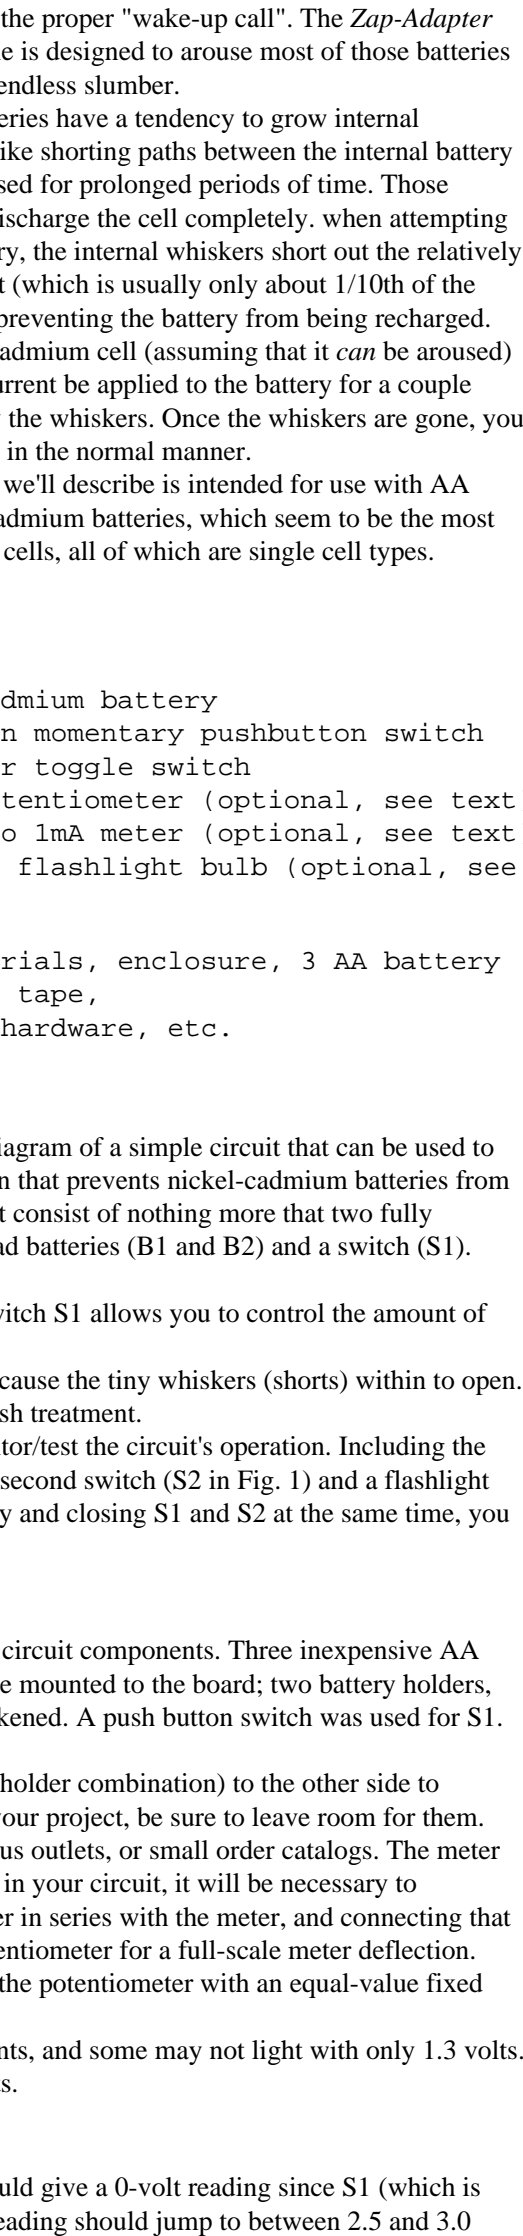 the proper "wake-up call". The Zap-Adapter
e is designed to arouse most of those batteries
endless slumber.
eries have a tendency to grow internal
ike shorting paths between the internal battery
sed for prolonged periods of time. Those
ischarge the cell completely. when attempting
ry, the internal whiskers short out the relatively
t (which is usually only about 1/10th of the
preventing the battery from being recharged.
admium cell (assuming that it can be aroused)
urrent be applied to the battery for a couple
y the whiskers. Once the whiskers are gone, you
in the normal manner.
we'll describe is intended for use with AA
admium batteries, which seem to be the most
cells, all of which are single cell types.
dmium battery
n momentary pushbutton switch
r toggle switch
tentiometer (optional, see text
o 1mA meter (optional, see text
flashlight bulb (optional, see
rials, enclosure, 3 AA battery
tape,
hardware, etc.
iagram of a simple circuit that can be used to
n that prevents nickel-cadmium batteries from
t consist of nothing more that two fully
ad batteries (B1 and B2) and a switch (S1).
witch S1 allows you to control the amount of
cause the tiny whiskers (shorts) within to open.
sh treatment.
itor/test the circuit's operation. Including the
second switch (S2 in Fig. 1) and a flashlight
y and closing S1 and S2 at the same time, you
circuit components. Three inexpensive AA
e mounted to the board; two battery holders,
kened. A push button switch was used for S1.
holder combination) to the other side to
your project, be sure to leave room for them.
us outlets, or small order catalogs. The meter
in your circuit, it will be necessary to
er in series with the meter, and connecting that
entiometer for a full-scale meter deflection.
the potentiometer with an equal-value fixed
nts, and some may not light with only 1.3 volts.
ts.
uld give a 0-volt reading since S1 (which is
eading should jump to between 2.5 and 3.0